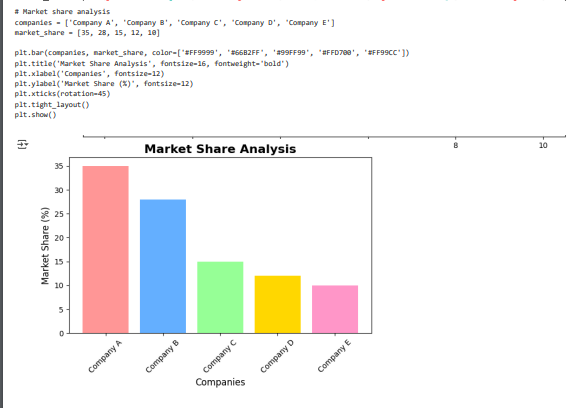 # Market share analysis
companies = ['Company A', 'Company B', 'Company C', 'Company D', 'Company E']
market_share = [35, 28, 15, 12, 10]
plt.bar(companies, market_share, color=['#FF9999', '#66B2FF', '#99FF99', '#FFD700', '#FF99CC'])
plt.title('Market Share Analysis', fontsize=16, fontweight='bold')
plt.xlabel('Companies', fontsize=12)
plt.ylabel('Market Share (%)', fontsize=12)
plt.xticks(rotation=45)
plt.tight_layout()
plt.show()
8 10
Market Share Analysis
Market Share (%)
35
30
25
20
15
10
5
0
Company A Company B Company C Company D Company E
Companies